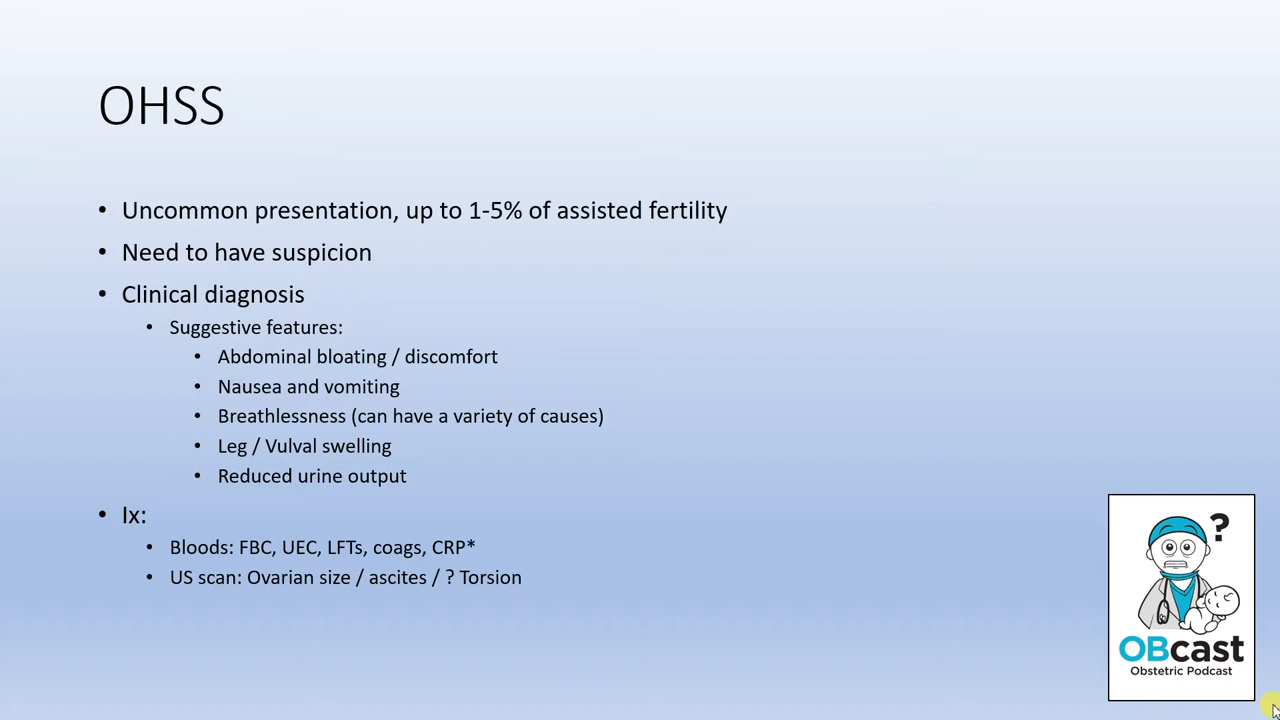 OHSS
• Uncommon presentation, up to 1-5% of assisted fertility
• Need to have suspicion
• Clinical diagnosis
• Suggestive features:
• Abdominal bloating / discomfort
• Nausea and vomiting
• Breathlessness (can have a variety of causes)
• Leg / Vulval swelling
• Reduced urine output
• Ix:
• Bloods: FBC, UEC, LFTs, coags, CRP*
• US scan: Ovarian size / ascites / ? Torsion
?
OBcast
Obstetric Podcast